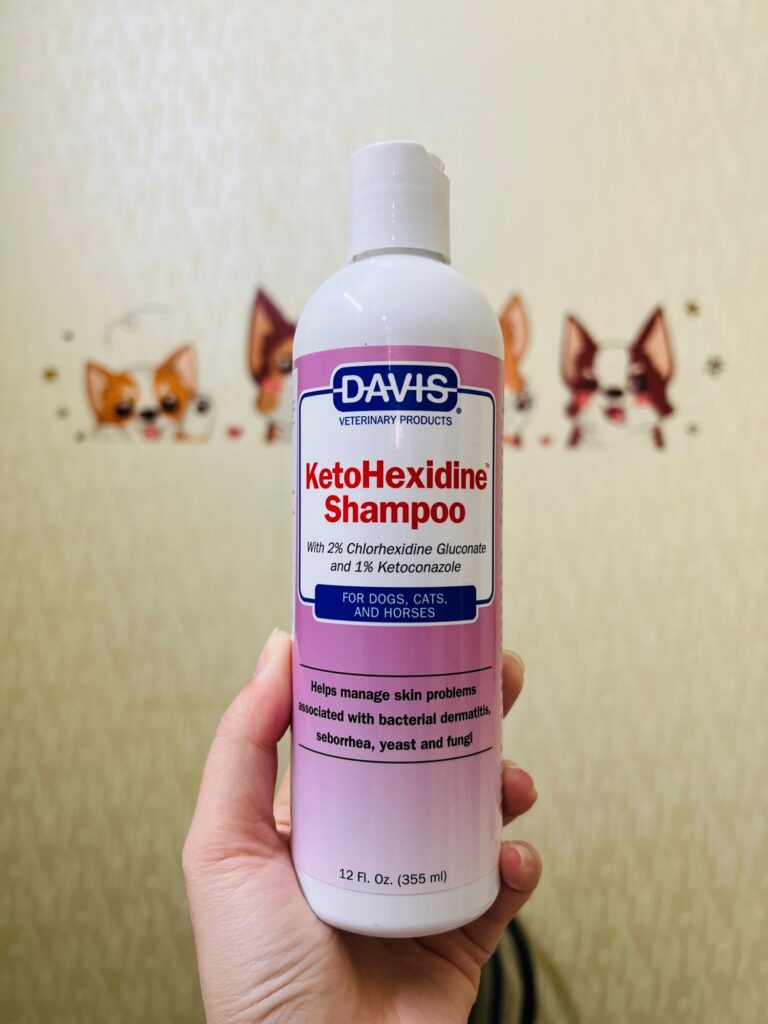 DAVIS®
VETERINARY PRODUCTS
KetoHexidine™
Shampoo
With 2% Chlorhexidine Gluconate
and 1% Ketoconazole
FOR DOGS, CATS,
AND HORSES
Helps manage skin problems
associated with bacterial dermatitis,
seborrhea, yeast and fungi
12 Fl. Oz. (355 ml)